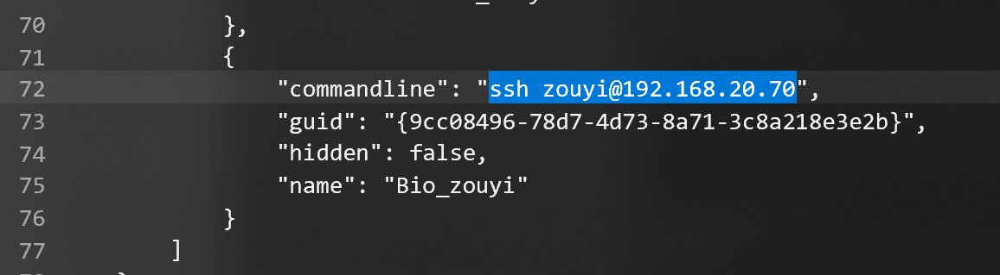 70 },
71 {
72 "commandline": "ssh zouyi@192.168.20.70",
73 "guid": "{9cc08496-78d7-4d73-8a71-3c8a218e3e2b}",
74 "hidden": false,
75 "name": "Bio_zouyi"
76 }
77 ]